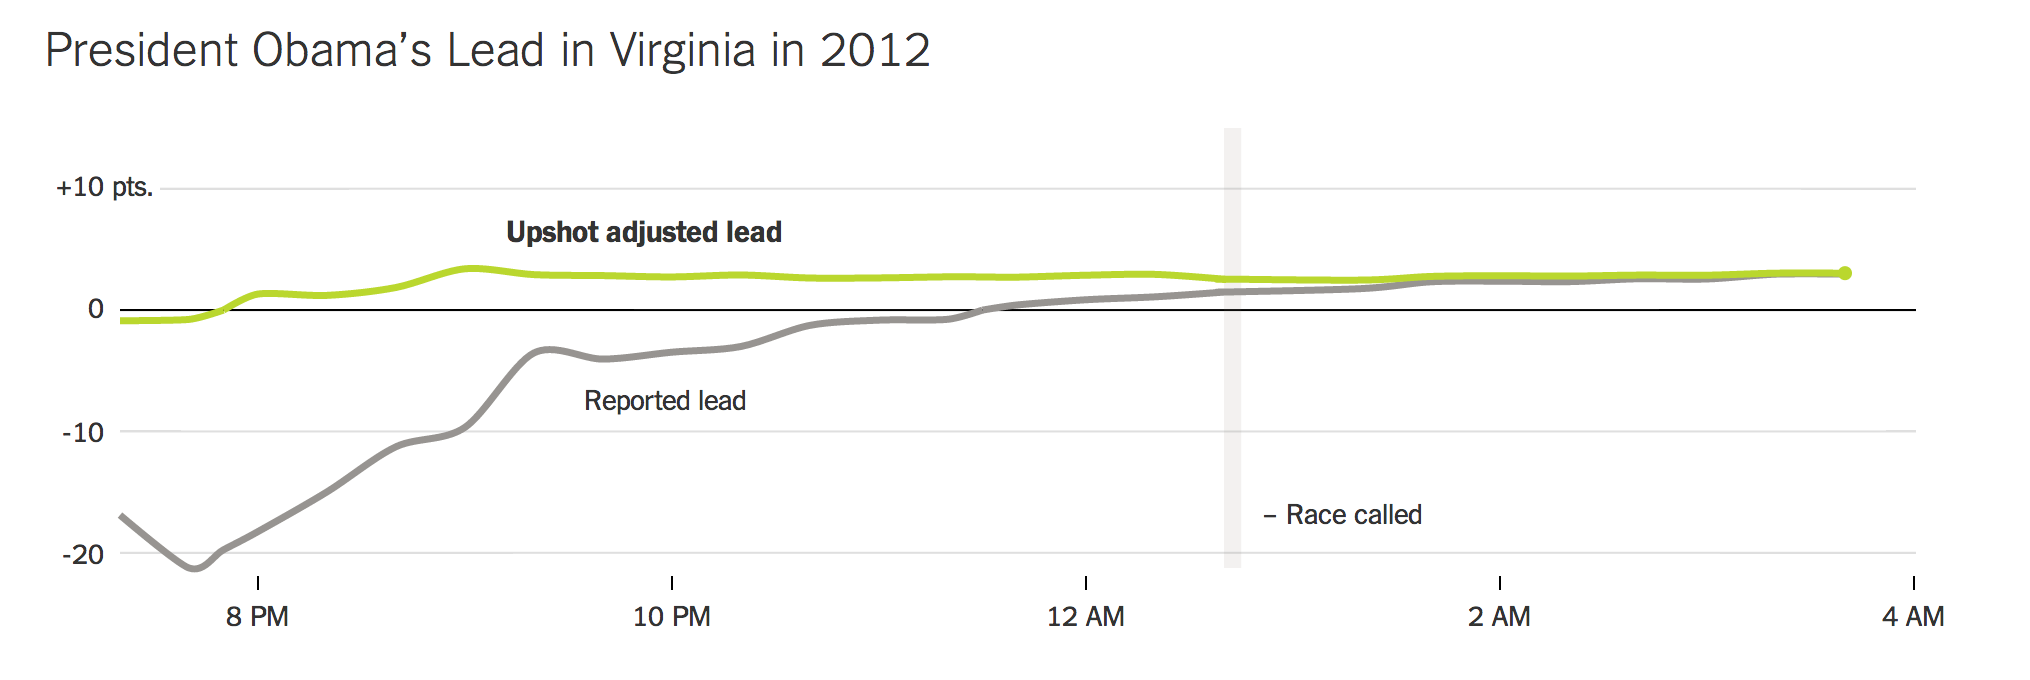 President Obama’s Lead in Virginia in 2012
+10 pts.
Upshot adjusted lead
0
Reported lead
-10
– Race called
-20
8 PM
10 PM
12 AM
2 AM
4 AM